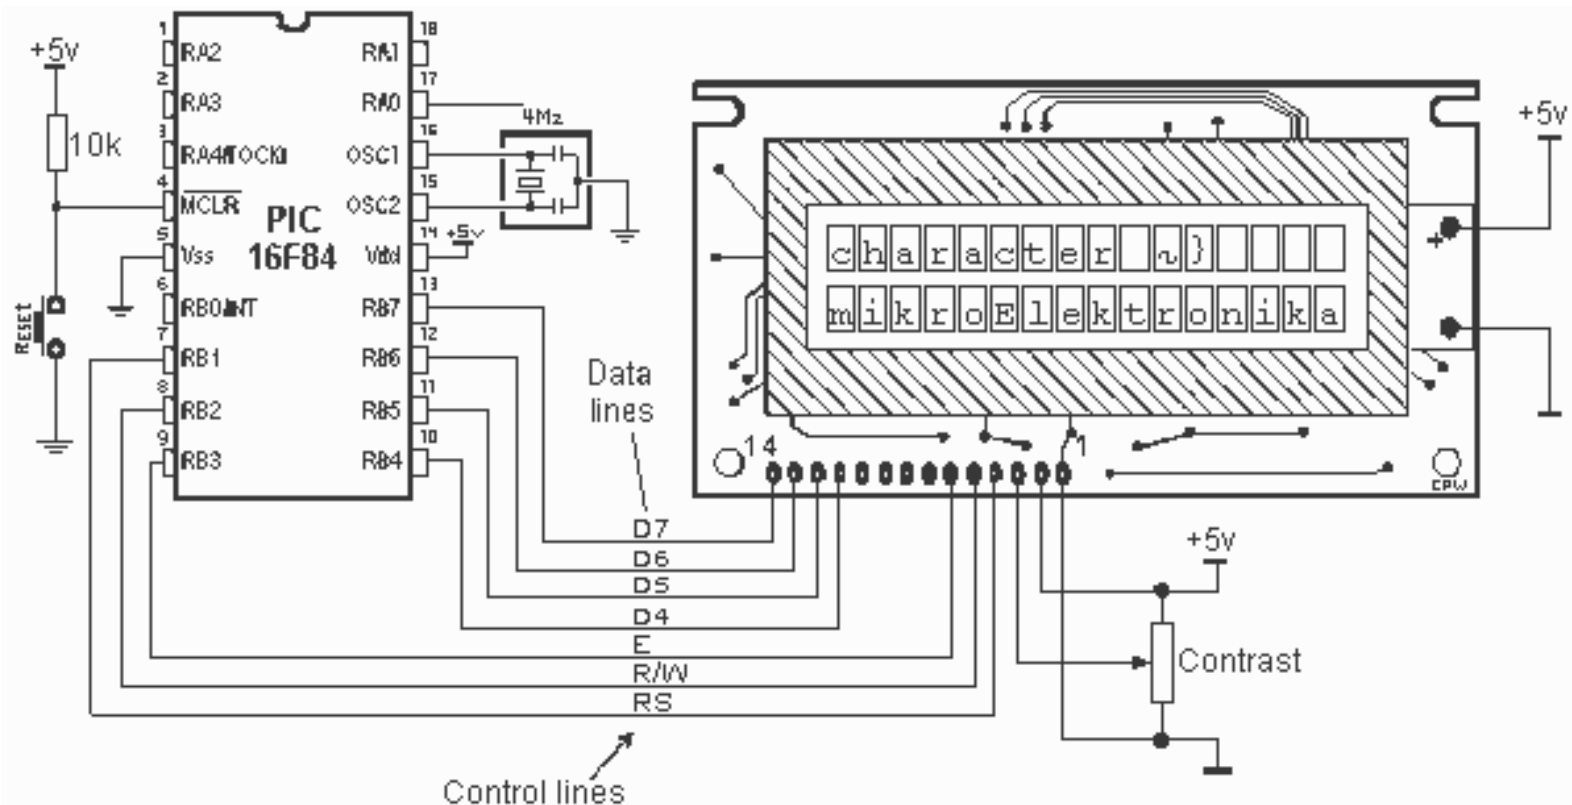 +5v
10k
RESET
1
RA2
2
RA3
3
RA4/TOCKI
4
MCLR
5
Vss
6
RB0/INT
7
RB1
8
RB2
9
RB3
PIC
16F84
18
RA1
17
RA0
16
OSC1
15
OSC2
14
Vdd
13
RB7
12
RB6
11
RB5
10
RB4
4Mz
+5v
Data
lines
D7
D6
D5
D4
E
R/W
RS
Control lines
character ~}
mikroElektronika
+
+5v
14
1
+5v
Contrast